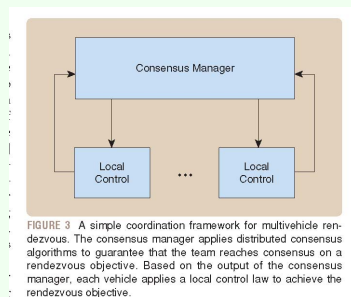 Consensus Manager
Local
Control
...
Local
Control
FIGURE 3 A simple coordination framework for multivehicle ren-
dezvous. The consensus manager applies distributed consensus
algorithms to guarantee that the team reaches consensus on a
rendezvous objective. Based on the output of the consensus
manager, each vehicle applies a local control law to achieve the
rendezvous objective.